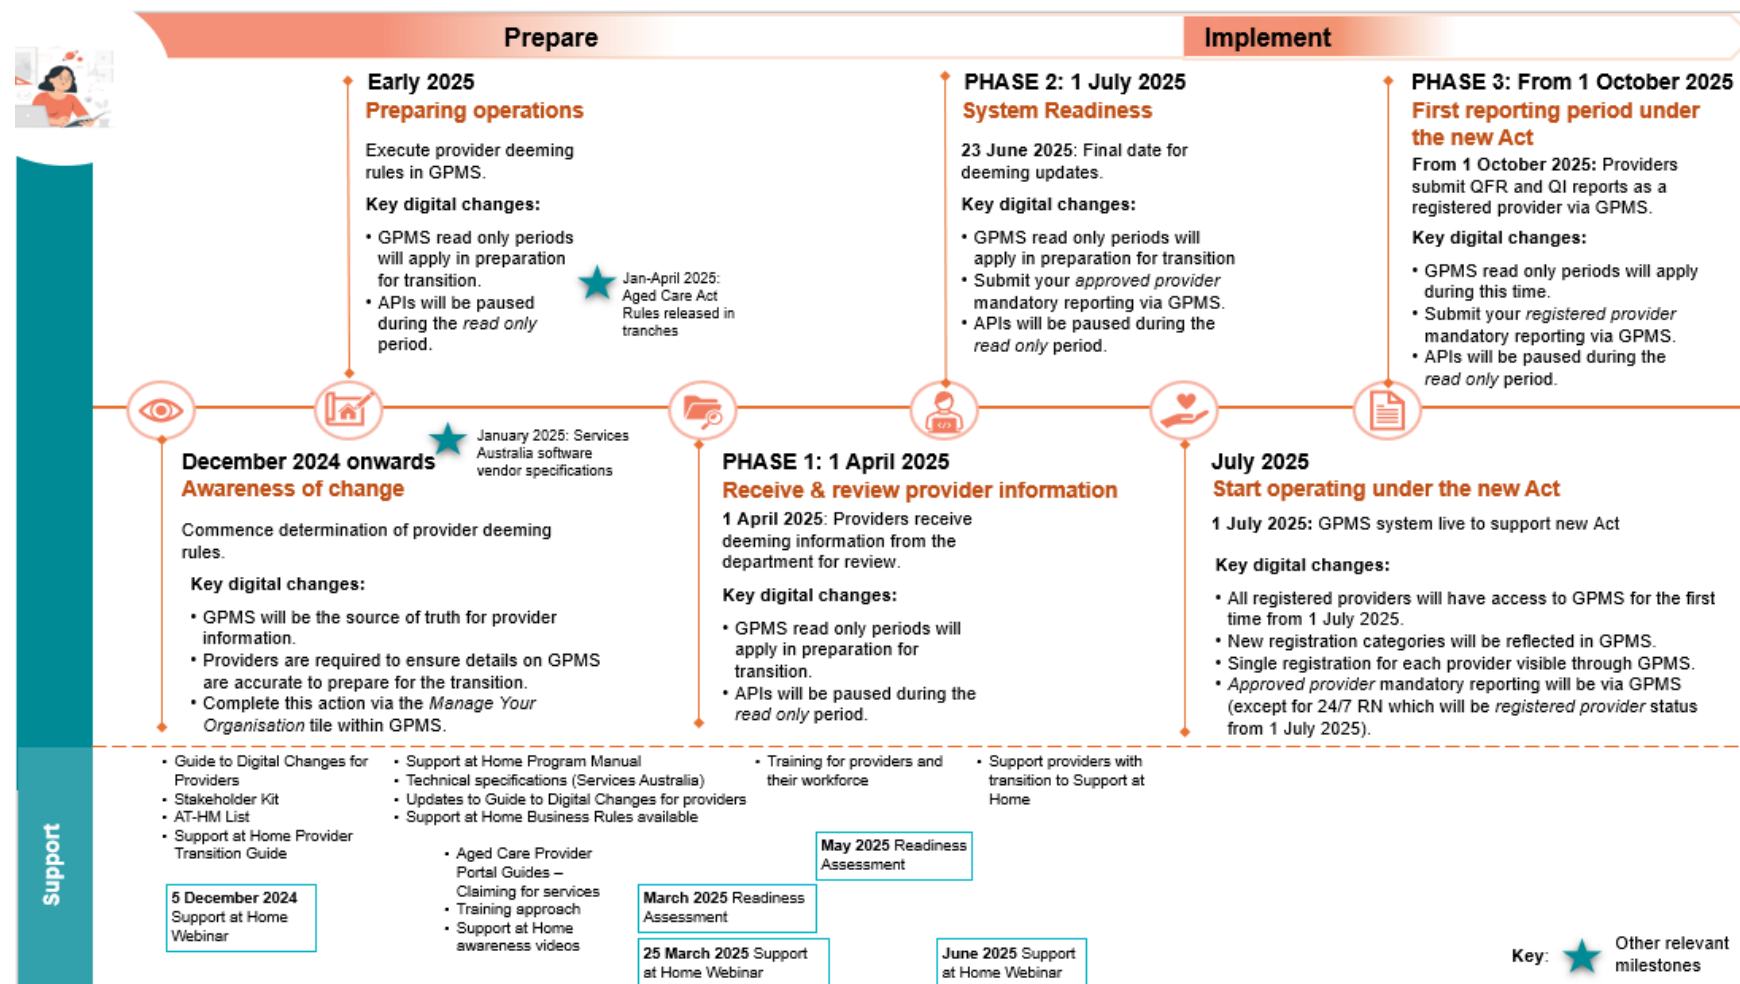 Prepare
Implement
Early 2025
Preparing operations
Execute provider deeming
rules in GPMS.
Key digital changes:
• GPMS read only periods
will apply in preparation
for transition.
• APIs will be paused
during the read only
period.
Jan-April 2025:
Aged Care Act
Rules released in
tranches
PHASE 2: 1 July 2025
System Readiness
23 June 2025: Final date for
deeming updates.
Key digital changes:
• GPMS read only periods will
apply in preparation for transition
• Submit your approved provider
mandatory reporting via GPMS.
• APIs will be paused during the
read only period.
PHASE 3: From 1 October 2025
First reporting period under
the new Act
From 1 October 2025: Providers
submit QFR and QI reports as a
registered provider via GPMS.
Key digital changes:
• GPMS read only periods will apply
during this time.
• Submit your registered provider
mandatory reporting via GPMS.
• APIs will be paused during the
read only period.
December 2024 onwards
Awareness of change
Commence determination of provider deeming
rules.
Key digital changes:
• GPMS will be the source of truth for provider
information.
• Providers are required to ensure details on GPMS
are accurate to prepare for the transition.
• Complete this action via the Manage Your
Organisation tile within GPMS.
January 2025: Services
Australia software
vendor specifications
PHASE 1: 1 April 2025
Receive & review provider information
1 April 2025: Providers receive
deeming information from the
department for review.
Key digital changes:
• GPMS read only periods will
apply in preparation for
transition.
• APIs will be paused during the
read only period.
July 2025
Start operating under the new Act
1 July 2025: GPMS system live to support new Act
Key digital changes:
• All registered providers will have access to GPMS for the first
time from 1 July 2025.
• New registration categories will be reflected in GPMS.
• Single registration for each provider visible through GPMS.
• Approved provider mandatory reporting will be via GPMS
(except for 24/7 RN which will be registered provider status
from 1 July 2025).
Support
• Guide to Digital Changes for
Providers
• Stakeholder Kit
• AT-HM List
• Support at Home Provider
Transition Guide
5 December 2024
Support at Home
Webinar
• Support at Home Program Manual
• Technical specifications (Services Australia)
• Updates to Guide to Digital Changes for providers
• Support at Home Business Rules available
• Aged Care Provider
Portal Guides –
Claiming for services
• Training approach
• Support at Home
awareness videos
March 2025 Readiness
Assessment
25 March 2025 Support
at Home Webinar
• Training for providers and
their workforce
May 2025 Readiness
Assessment
• Support providers with
transition to Support at
Home
June 2025 Support
at Home Webinar
Key:
Other relevant
milestones